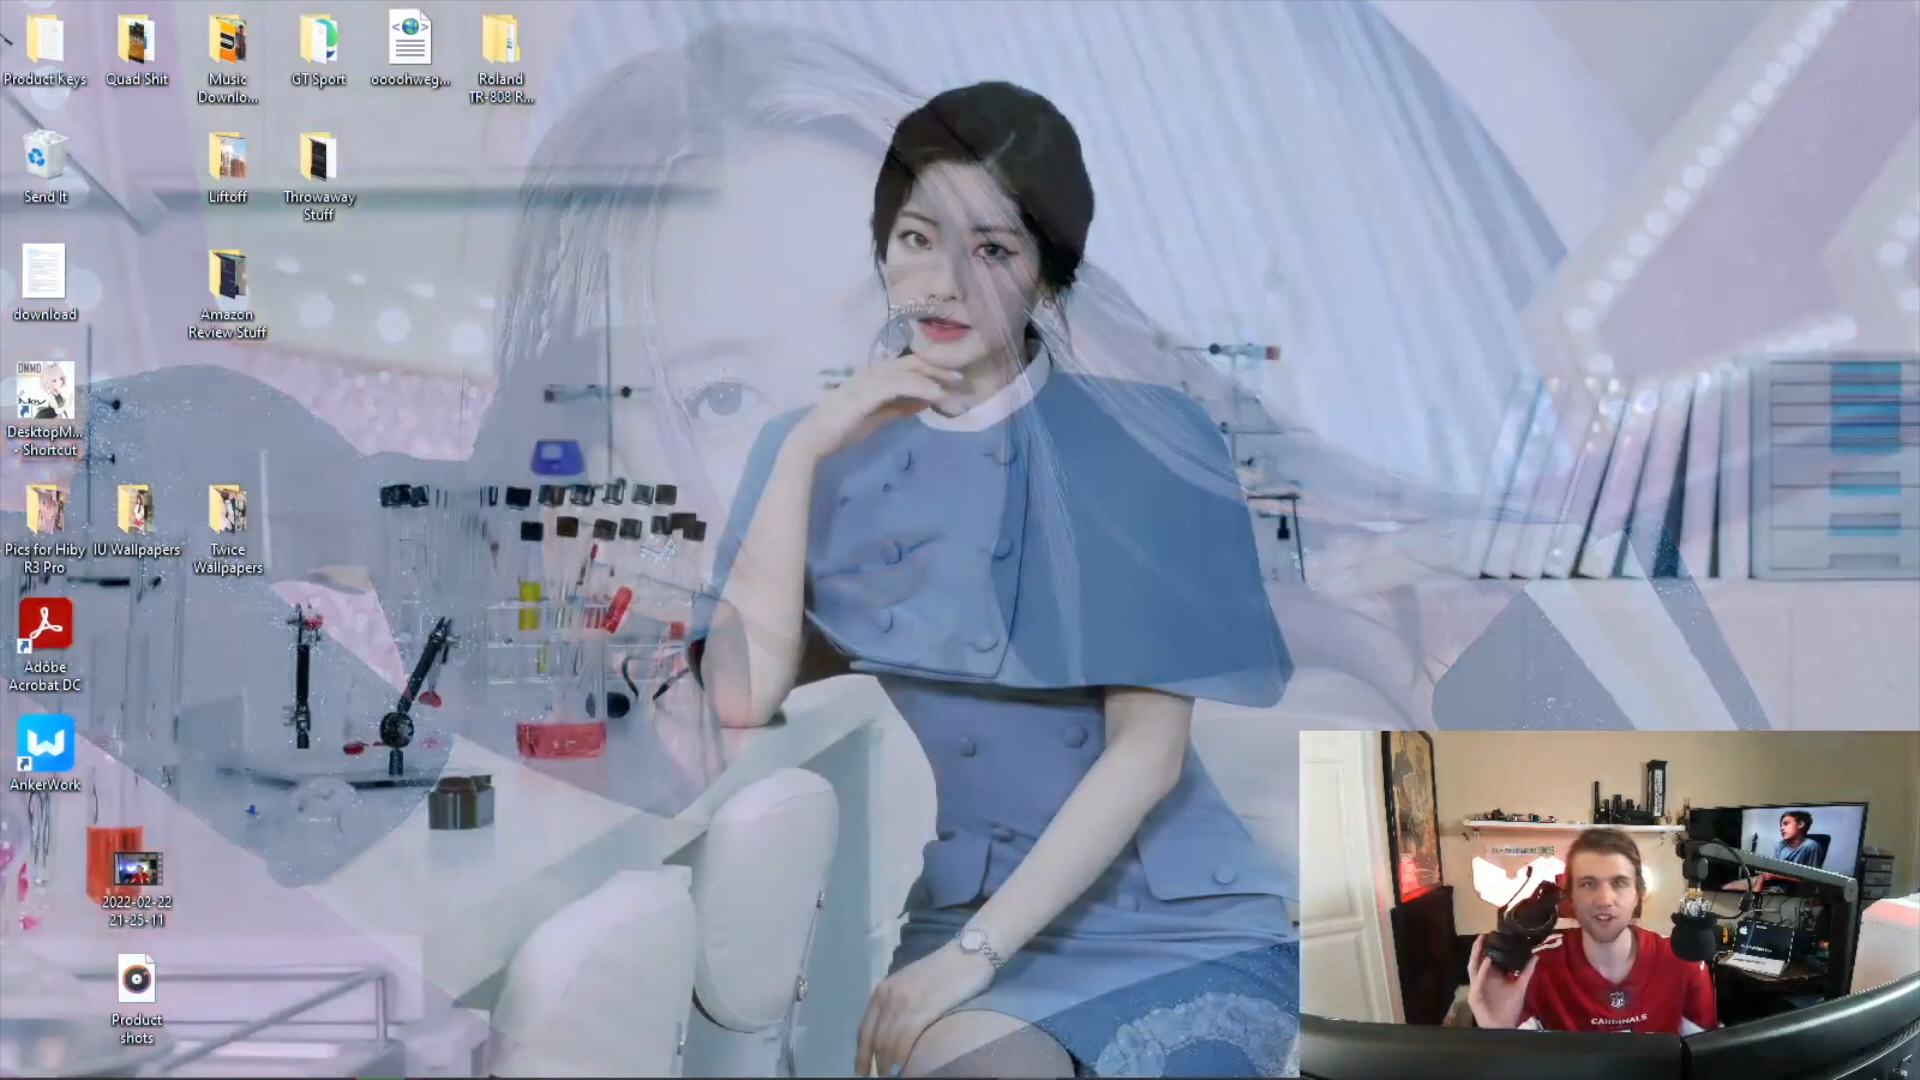 Product Keys
Quad Shit
Music
Downlo...
GT Sport
oooohweg...
Roland
TR-808 R...
Send It
Liftoff
Throwaway
Stuff
download
Amazon
Review Stuff
DMMD
DesktopM...
- Shortcut
Pics for Hiby
R3 Pro
IU Wallpapers
Twice
Wallpapers
Adobe
Acrobat DC
AnkerWork
2022-02-22
21-25-11
Product
shots
CARDINALS